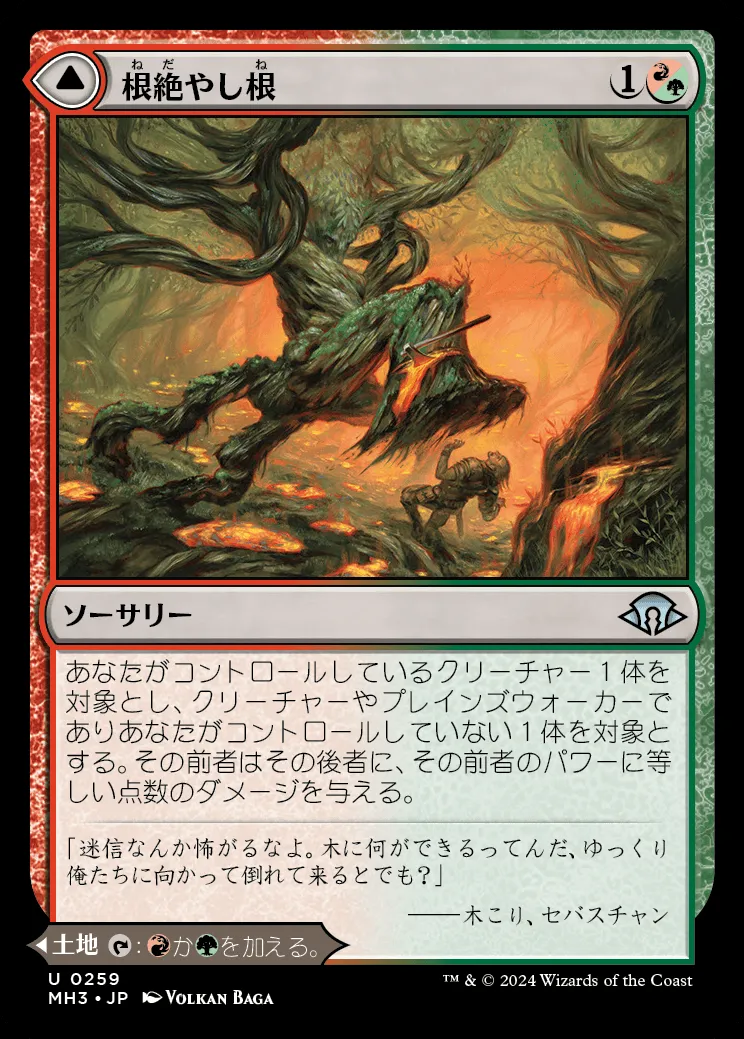 ねだ ね
根絶やし根
1
ソーサリー
あなたがコントロールしているクリーチャー1体を
対象とし、クリーチャーやプレインズウォーカーで
ありあなたがコントロールしていない1体を対象と
する。その前者はその後者に、その前者のパワーに等
しい点数のダメージを与える。
「迷信なんか怖がるなよ。木に何ができるってんだ、ゆっくり
俺たちに向かって倒れて来るとでも?」
――木こり、セバスチャン
土地 :か を加える。
U 0259
MH3 • JP VOLKAN BAGA
™ & © 2024 Wizards of the Coast